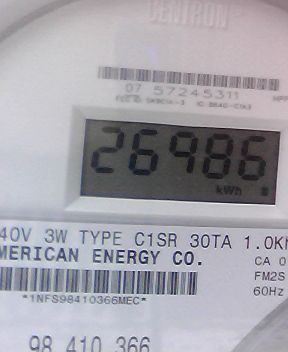 CENTRON
07 57245311
26986
kWh
40V 3W TYPE C1SR 30TA 1.0Kh
MERICAN ENERGY CO.
CA 0
FM2S
*1NFS98410366MEC*
60Hz
98 410 366